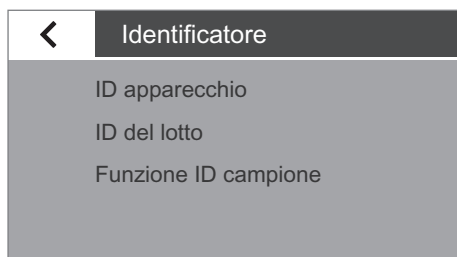 Identificatore
ID apparecchio
ID del lotto
Funzione ID campione